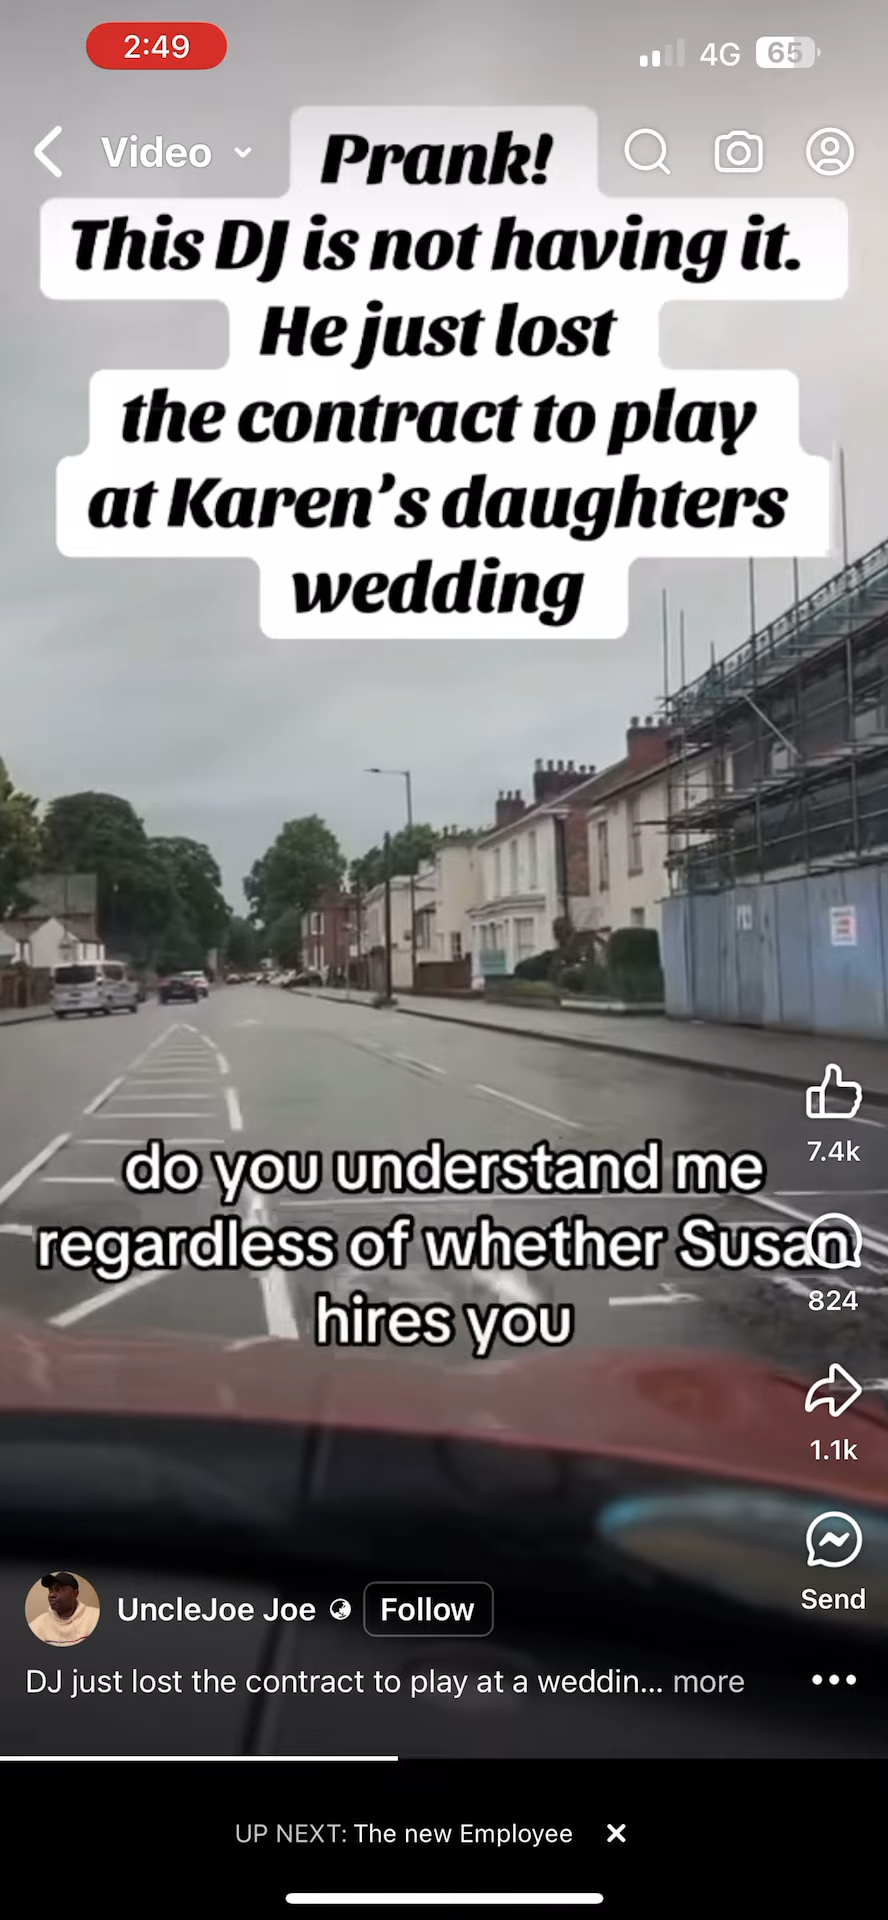 2:49
4G
65
Video
Prank!
This DJ is not having it.
He just lost
the contract to play
at Karen’s daughters
wedding
7.4k
do you understand me
regardless of whether Susan
hires you
824
1.1k
Send
UncleJoe Joe
Follow
DJ just lost the contract to play at a weddin... more
UP NEXT: The new Employee